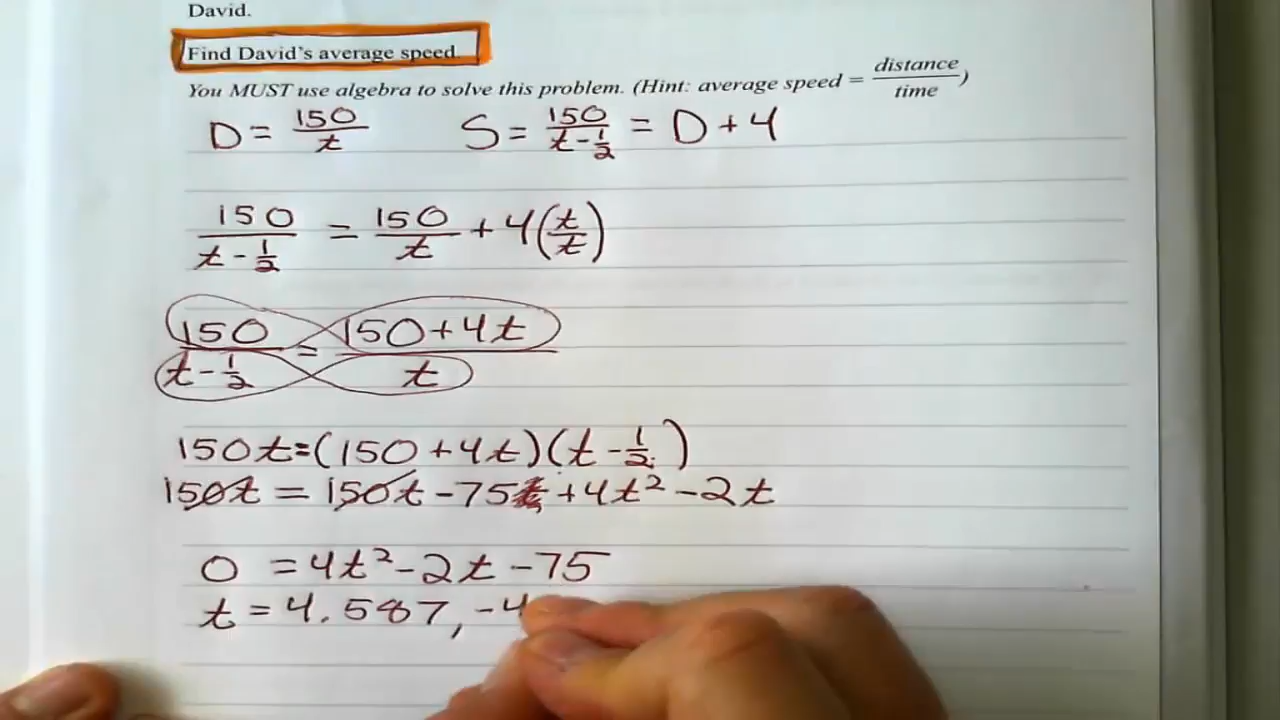 David.
Find David's average speed.
You MUST use algebra to solve this problem. (Hint: average speed = distance/time)
D = 150/t   S = 150/(t - 1/2) = D + 4
150/(t - 1/2) = 150/t + 4(t/t)
150/(t - 1/2) = (150 + 4t)/t
150t = (150 + 4t)(t - 1/2)
150t = 150t - 75 + 4t² - 2t
0 = 4t² - 2t - 75
t = 4.587, -4